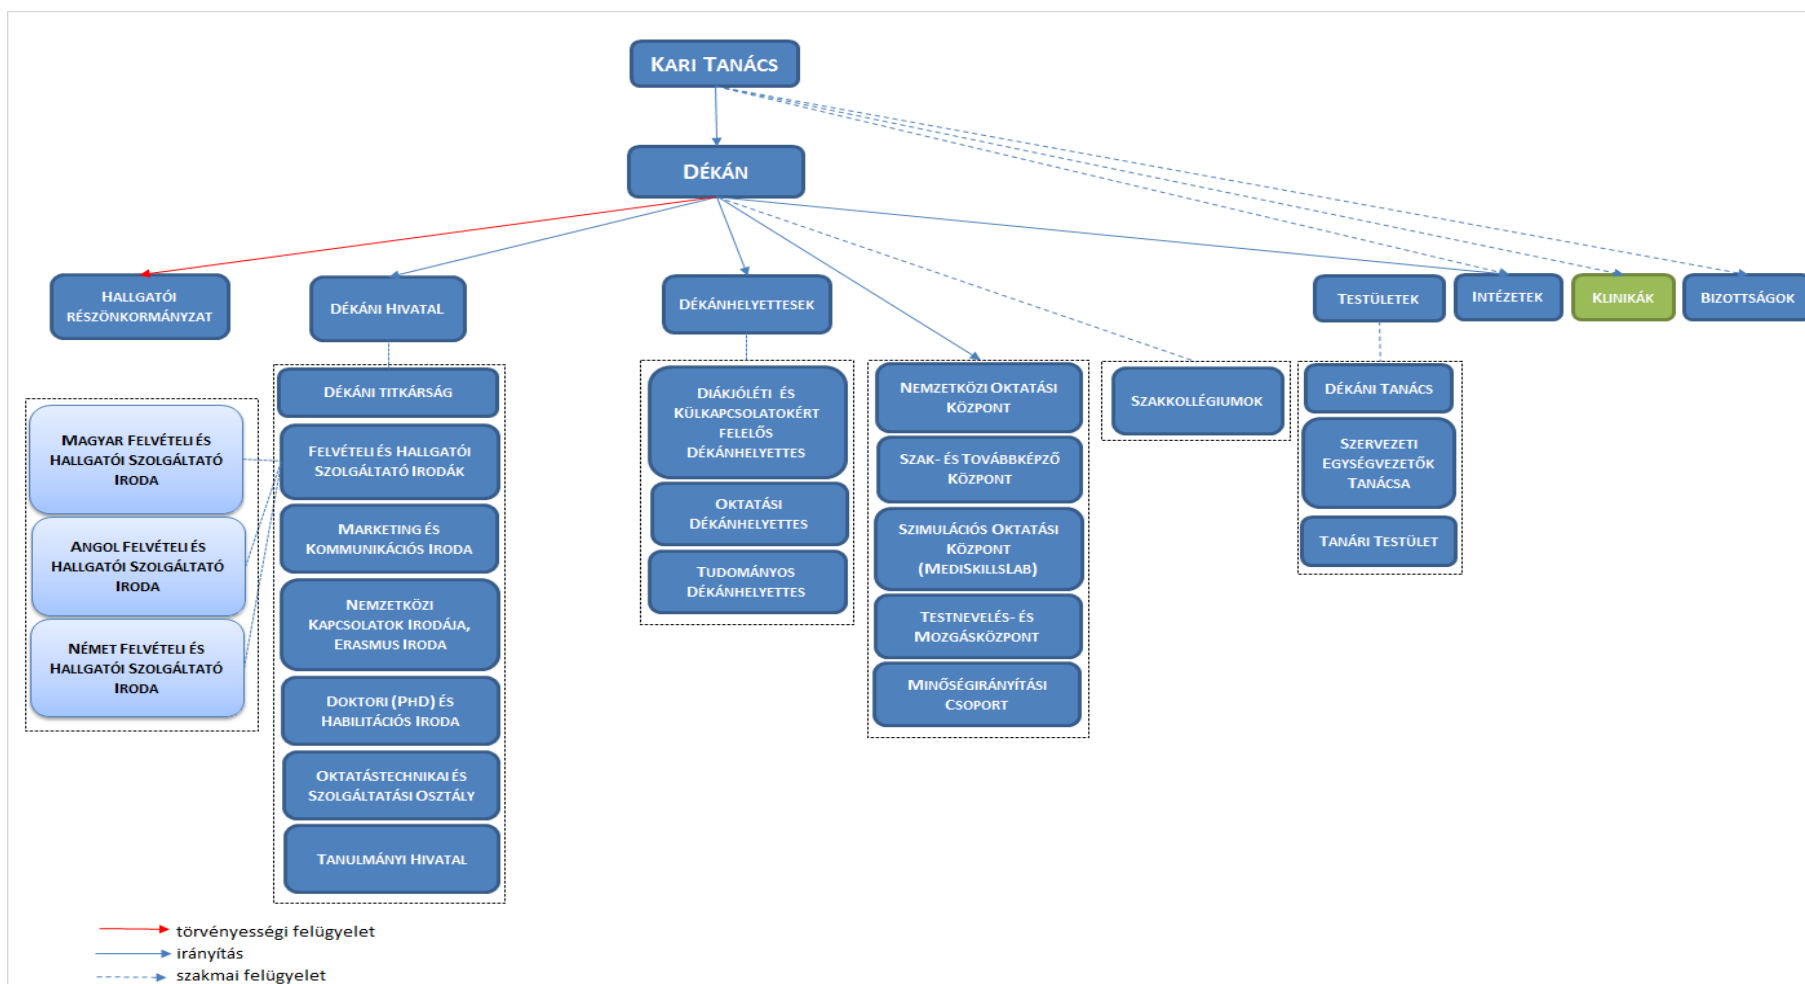 KARI TANÁCS
DÉKÁN
HALLGATÓI
RÉSZÖNKORMÁNYZAT
DÉKÁNI HIVATAL
DÉKÁNHELYETTESEK
TESTÜLETEK
INTÉZETEK
KLINIKÁK
BIZOTTSÁGOK
MAGYAR FELVÉTELI ÉS
HALLGATÓI SZOLGÁLTATÓ
IRODA
ANGOL FELVÉTELI ÉS
HALLGATÓI SZOLGÁLTATÓ
IRODA
NÉMET FELVÉTELI ÉS
HALLGATÓI SZOLGÁLTATÓ
IRODA
DÉKÁNI TITKÁRSÁG
FELVÉTELI ÉS HALLGATÓI
SZOLGÁLTATÓ IRODÁK
MARKETING ÉS
KOMMUNIKÁCIÓS IRODA
NEMZETKÖZI
KAPCSOLATOK IRODÁJA,
ERASMUS IRODA
DOKTORI (PHD) ÉS
HABILITÁCIÓS IRODA
OKTATÁSTECHNIKAI ÉS
SZOLGÁLTATÁSI OSZTÁLY
TANULMÁNYI HIVATAL
DIÁKJÓLÉTI ÉS
KÜLKAPCSOLATOKÉRT
FELELŐS
DÉKÁNHELYETTES
OKTATÁSI
DÉKÁNHELYETTES
TUDOMÁNYOS
DÉKÁNHELYETTES
NEMZETKÖZI OKTATÁSI
KÖZPONT
SZAK- ÉS TOVÁBBKÉPZŐ
KÖZPONT
SZIMULÁCIÓS OKTATÁSI
KÖZPONT
(MEDISKILLSLAB)
TESTNEVELÉS- ÉS
MOZGÁSKÖZPONT
MINŐSÉGIRÁNYÍTÁSI
CSOPORT
SZAKKOLLÉGIUMOK
DÉKÁNI TANÁCS
SZERVEZETI
EGYSÉGVEZETŐK
TANÁCSA
TANÁRI TESTÜLET
törvényességi felügyelet
irányítás
szakmai felügyelet